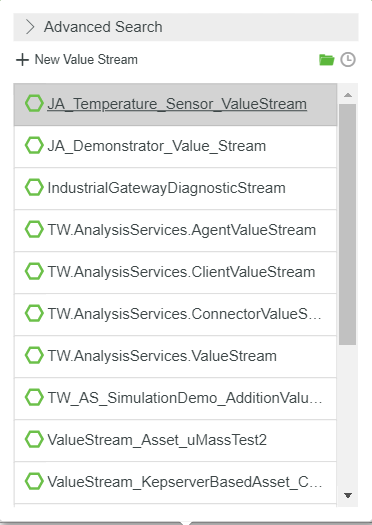 Advanced Search
New Value Stream
JA_Temperature_Sensor_ValueStream
JA_Demonstrator_Value_Stream
IndustrialGatewayDiagnosticStream
TW.AnalysisServices.AgentValueStream
TW.AnalysisServices.ClientValueStream
TW.AnalysisServices.ConnectorValueS...
TW.AnalysisServices.ValueStream
TW_AS_SimulationDemo_AdditionValu...
ValueStream_Asset_uMassTest2
ValueStream_KepserverBasedAsset_C...